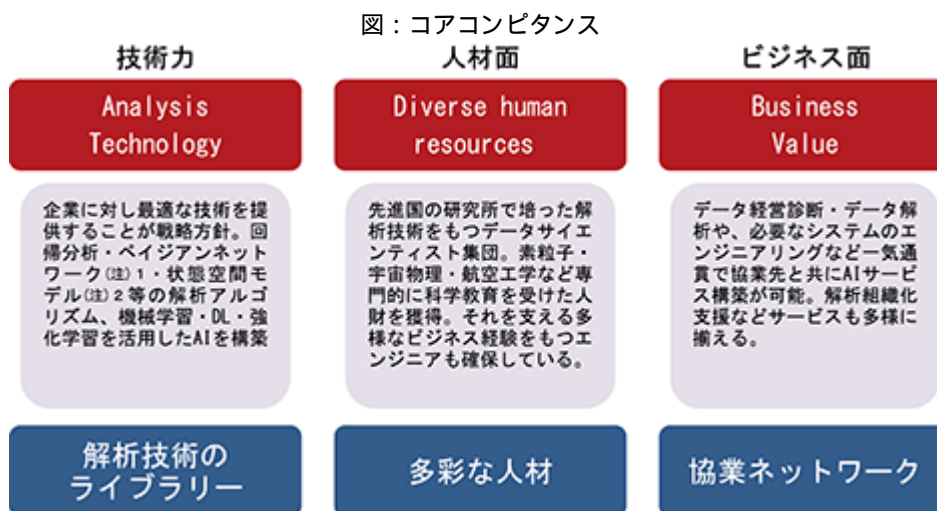 図：コアコンピタンス
技術力
Analysis
Technology
企業に対し最適な技術を提
供することが戦略方針。回
帰分析・ベイジアンネット
ワーク(注)1・状態空間モ
デル(注)2等の解析アルゴ
リズム、機械学習・DL・強
化学習を活用したAIを構築
解析技術の
ライブラリー
人材面
Diverse human
resources
先進国の研究所で培った解
析技術をもつデータサイエ
ンティスト集団。素粒子・
宇宙物理・航空工学など専
門的に科学教育を受けた人
財を獲得。それを支える多
様なビジネス経験をもつエ
ンジニアも確保している。
多彩な人材
ビジネス面
Business
Value
データ経営診断・データ解
析や、必要なシステムのエ
ンジニアリングなど一気通
貫で協業先と共にAIサービ
ス構築が可能。解析組織化
支援などサービスも多様に
揃える。
協業ネットワーク